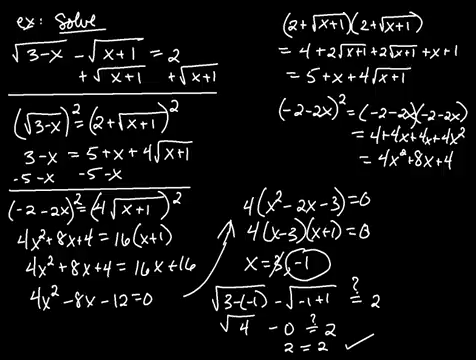 ex: Solve
√(3-x) - √(x+1) = 2
+√(x+1) +√(x+1)
(√(3-x))² = (2+√(x+1))²
3-x = 5+x+4√(x+1)
-5-x -5-x
(-2-2x)² = (4√(x+1))²
4x²+8x+4 = 16(x+1)
4x²+8x+4 = 16x+16
4x²-8x-12=0
(2+√(x+1))(2+√(x+1))
= 4+2√(x+1)+2√(x+1)+x+1
= 5+x+4√(x+1)
(-2-2x)² = (-2-2x)(-2-2x)
= 4+4x+4x+4x²
= 4x²+8x+4
4(x²-2x-3)=0
4(x-3)(x+1)=0
x=3,-1
√(3-(-1)) - √(-1+1) ?= 2
√4 - 0 ?= 2
2=2 ✓